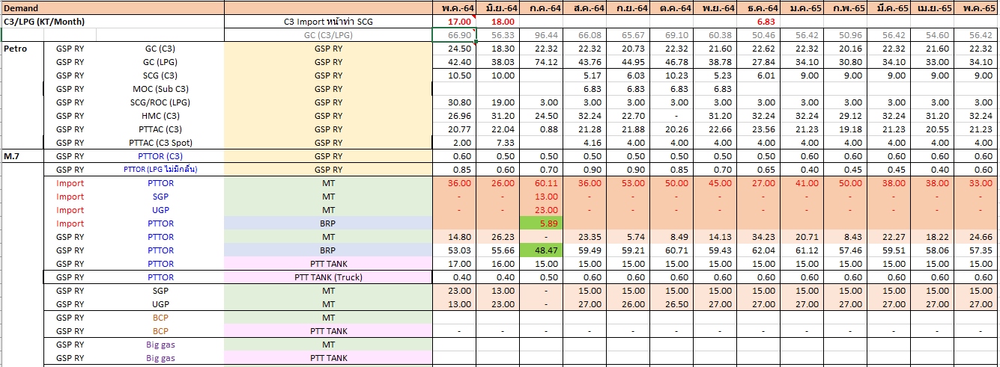 Demand พ.ค.-64 มิ.ย.-64 ก.ค.-64 ส.ค.-64 ก.ย.-64 ต.ค.-64 พ.ย.-64 ธ.ค.-64 ม.ค.-65 ก.พ.-65 มี.ค.-65 เม.ย.-65 พ.ค.-65
C3/LPG (KT/Month) C3 Import หน้าท่า SCG 17.00 18.00 6.83
GC (C3/LPG) 66.90 56.33 96.44 66.08 65.67 69.10 60.38 50.46 56.42 50.96 56.42 54.60 56.42
Petro GSP RY GC (C3) GSP RY 24.50 18.30 22.32 22.32 20.73 22.32 21.60 22.62 22.32 20.16 22.32 21.60 22.32
GSP RY GC (LPG) GSP RY 42.40 38.03 74.12 43.76 44.95 46.78 38.78 27.84 34.10 30.80 34.10 33.00 34.10
GSP RY SCG (C3) GSP RY 10.50 10.00 5.17 6.03 10.23 5.23 6.01 9.00 9.00 9.00 9.00 9.00
GSP RY MOC (Sub C3) GSP RY 6.83 6.83 6.83 6.83
GSP RY SCG/ROC (LPG) GSP RY 30.80 19.00 3.00 3.00 3.00 3.00 3.00 3.00 3.00 3.00 3.00 3.00 3.00
GSP RY HMC (C3) GSP RY 26.96 31.20 24.50 32.24 22.70 - 31.20 32.24 32.24 29.12 32.24 31.20 32.24
GSP RY PTTAC (C3) GSP RY 20.77 22.04 0.88 21.28 21.88 20.26 22.66 23.56 21.23 19.18 21.23 20.55 21.23
GSP RY PTTAC (C3 Spot) GSP RY 2.00 7.33 4.16 4.00 4.00 4.00 4.00 4.00 4.00 4.00 4.00 4.00
M.7 GSP RY PTTOR (C3) GSP RY 0.60 0.50 0.50 0.50 0.50 0.50 0.50 0.60 0.60 0.60 0.60 0.60 0.60
GSP RY PTTOR (LPG ไม่มีกลิ่น) GSP RY 0.85 0.60 0.70 0.90 0.90 0.85 0.70 0.65 0.40 0.45 0.45 0.40 0.60
Import PTTOR MT 36.00 26.00 60.11 36.00 53.00 50.00 45.00 27.00 41.00 50.00 38.00 38.00 33.00
Import SGP MT - - 13.00 - - - - - - - - - -
Import UGP MT - - 23.00 - - - - - - - - - -
Import PTTOR BRP 5.89
GSP RY PTTOR MT 14.80 26.23 - 23.35 5.74 8.49 14.13 34.23 20.71 8.43 22.27 18.22 24.66
GSP RY PTTOR BRP 53.03 55.66 48.47 59.49 59.21 60.71 59.43 62.04 61.12 57.46 59.51 58.06 57.35
GSP RY PTTOR PTT TANK 17.00 16.00 15.00 15.00 15.00 15.00 15.00 15.00 15.00 15.00 15.00 15.00 15.00
GSP RY PTTOR PTT TANK (Truck) 0.40 0.40 0.50 0.60 0.60 0.60 0.60 0.60 0.60 0.60 0.60 0.60 0.60
GSP RY SGP MT 23.00 13.00 - 15.00 15.00 15.00 15.00 15.00 15.00 15.00 15.00 15.00 15.00
GSP RY UGP MT 13.00 23.00 - 27.00 26.00 26.50 27.00 27.00 27.00 27.00 27.00 27.00 27.00
GSP RY BCP MT
GSP RY BCP PTT TANK - - - - - - - - - - - - -
GSP RY Big gas MT
GSP RY Big gas PTT TANK